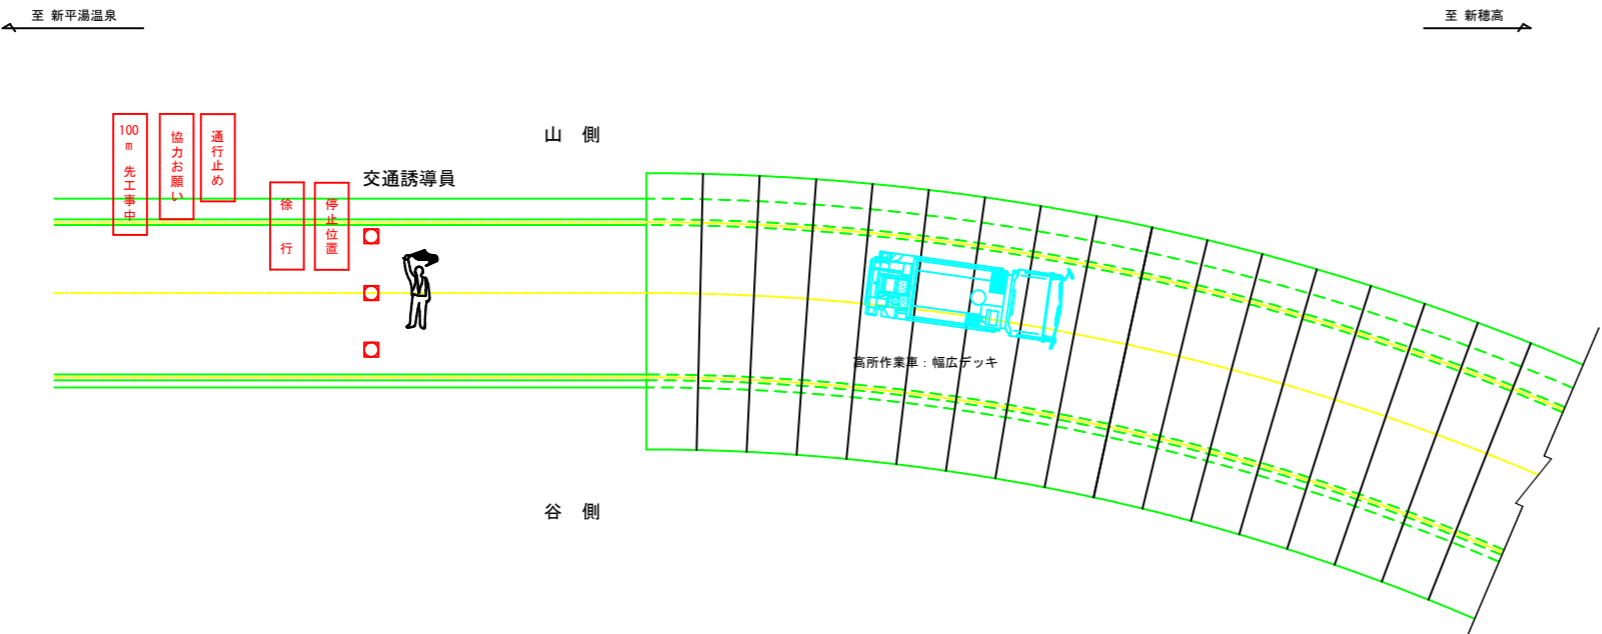 至 新平湯温泉
至 新穂高
100m 先工事中
協力お願い
通行止め
山 側
交通誘導員
徐 行
停止位置
高所作業車：幅広デッキ
谷 側